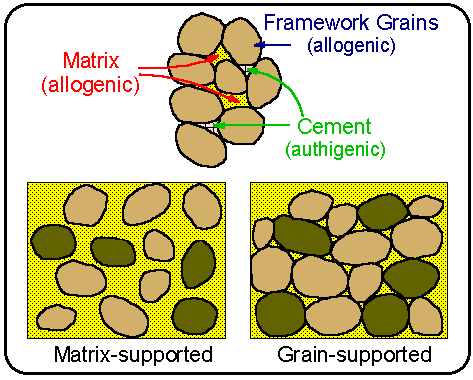 Framework Grains
(allogenic)
Matrix
(allogenic)
Cement
(authigenic)
Matrix-supported
Grain-supported